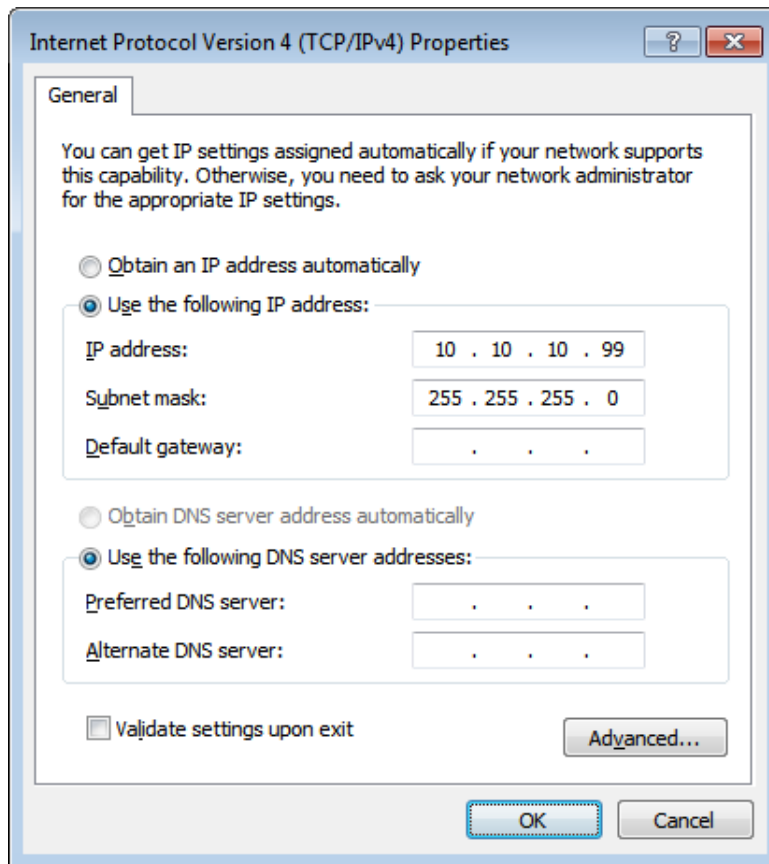 Internet Protocol Version 4 (TCP/IPv4) Properties
General
You can get IP settings assigned automatically if your network supports
this capability. Otherwise, you need to ask your network administrator
for the appropriate IP settings.
Obtain an IP address automatically
Use the following IP address:
IP address: 10 . 10 . 10 . 99
Subnet mask: 255 . 255 . 255 . 0
Default gateway: . . .
Obtain DNS server address automatically
Use the following DNS server addresses:
Preferred DNS server: . . .
Alternate DNS server: . . .
Validate settings upon exit
Advanced...
OK Cancel